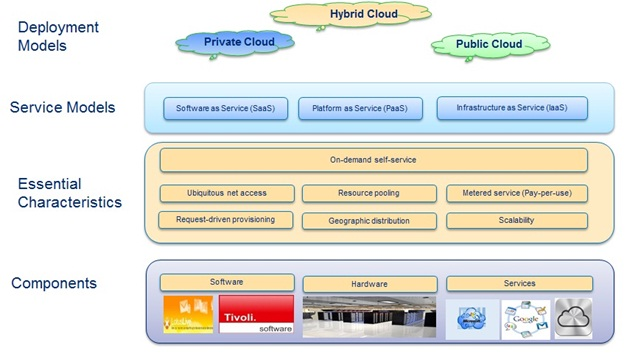 Deployment
Models
Hybrid Cloud
Private Cloud
Public Cloud
Service Models
Software as Service (SaaS)
Platform as Service (PaaS)
Infrastructure as Service (IaaS)
Essential
Characteristics
On-demand self-service
Ubiquitous net access
Resource pooling
Metered service (Pay-per-use)
Request-driven provisioning
Geographic distribution
Scalability
Components
Software
Hardware
Services
Tivoli.
software
Google